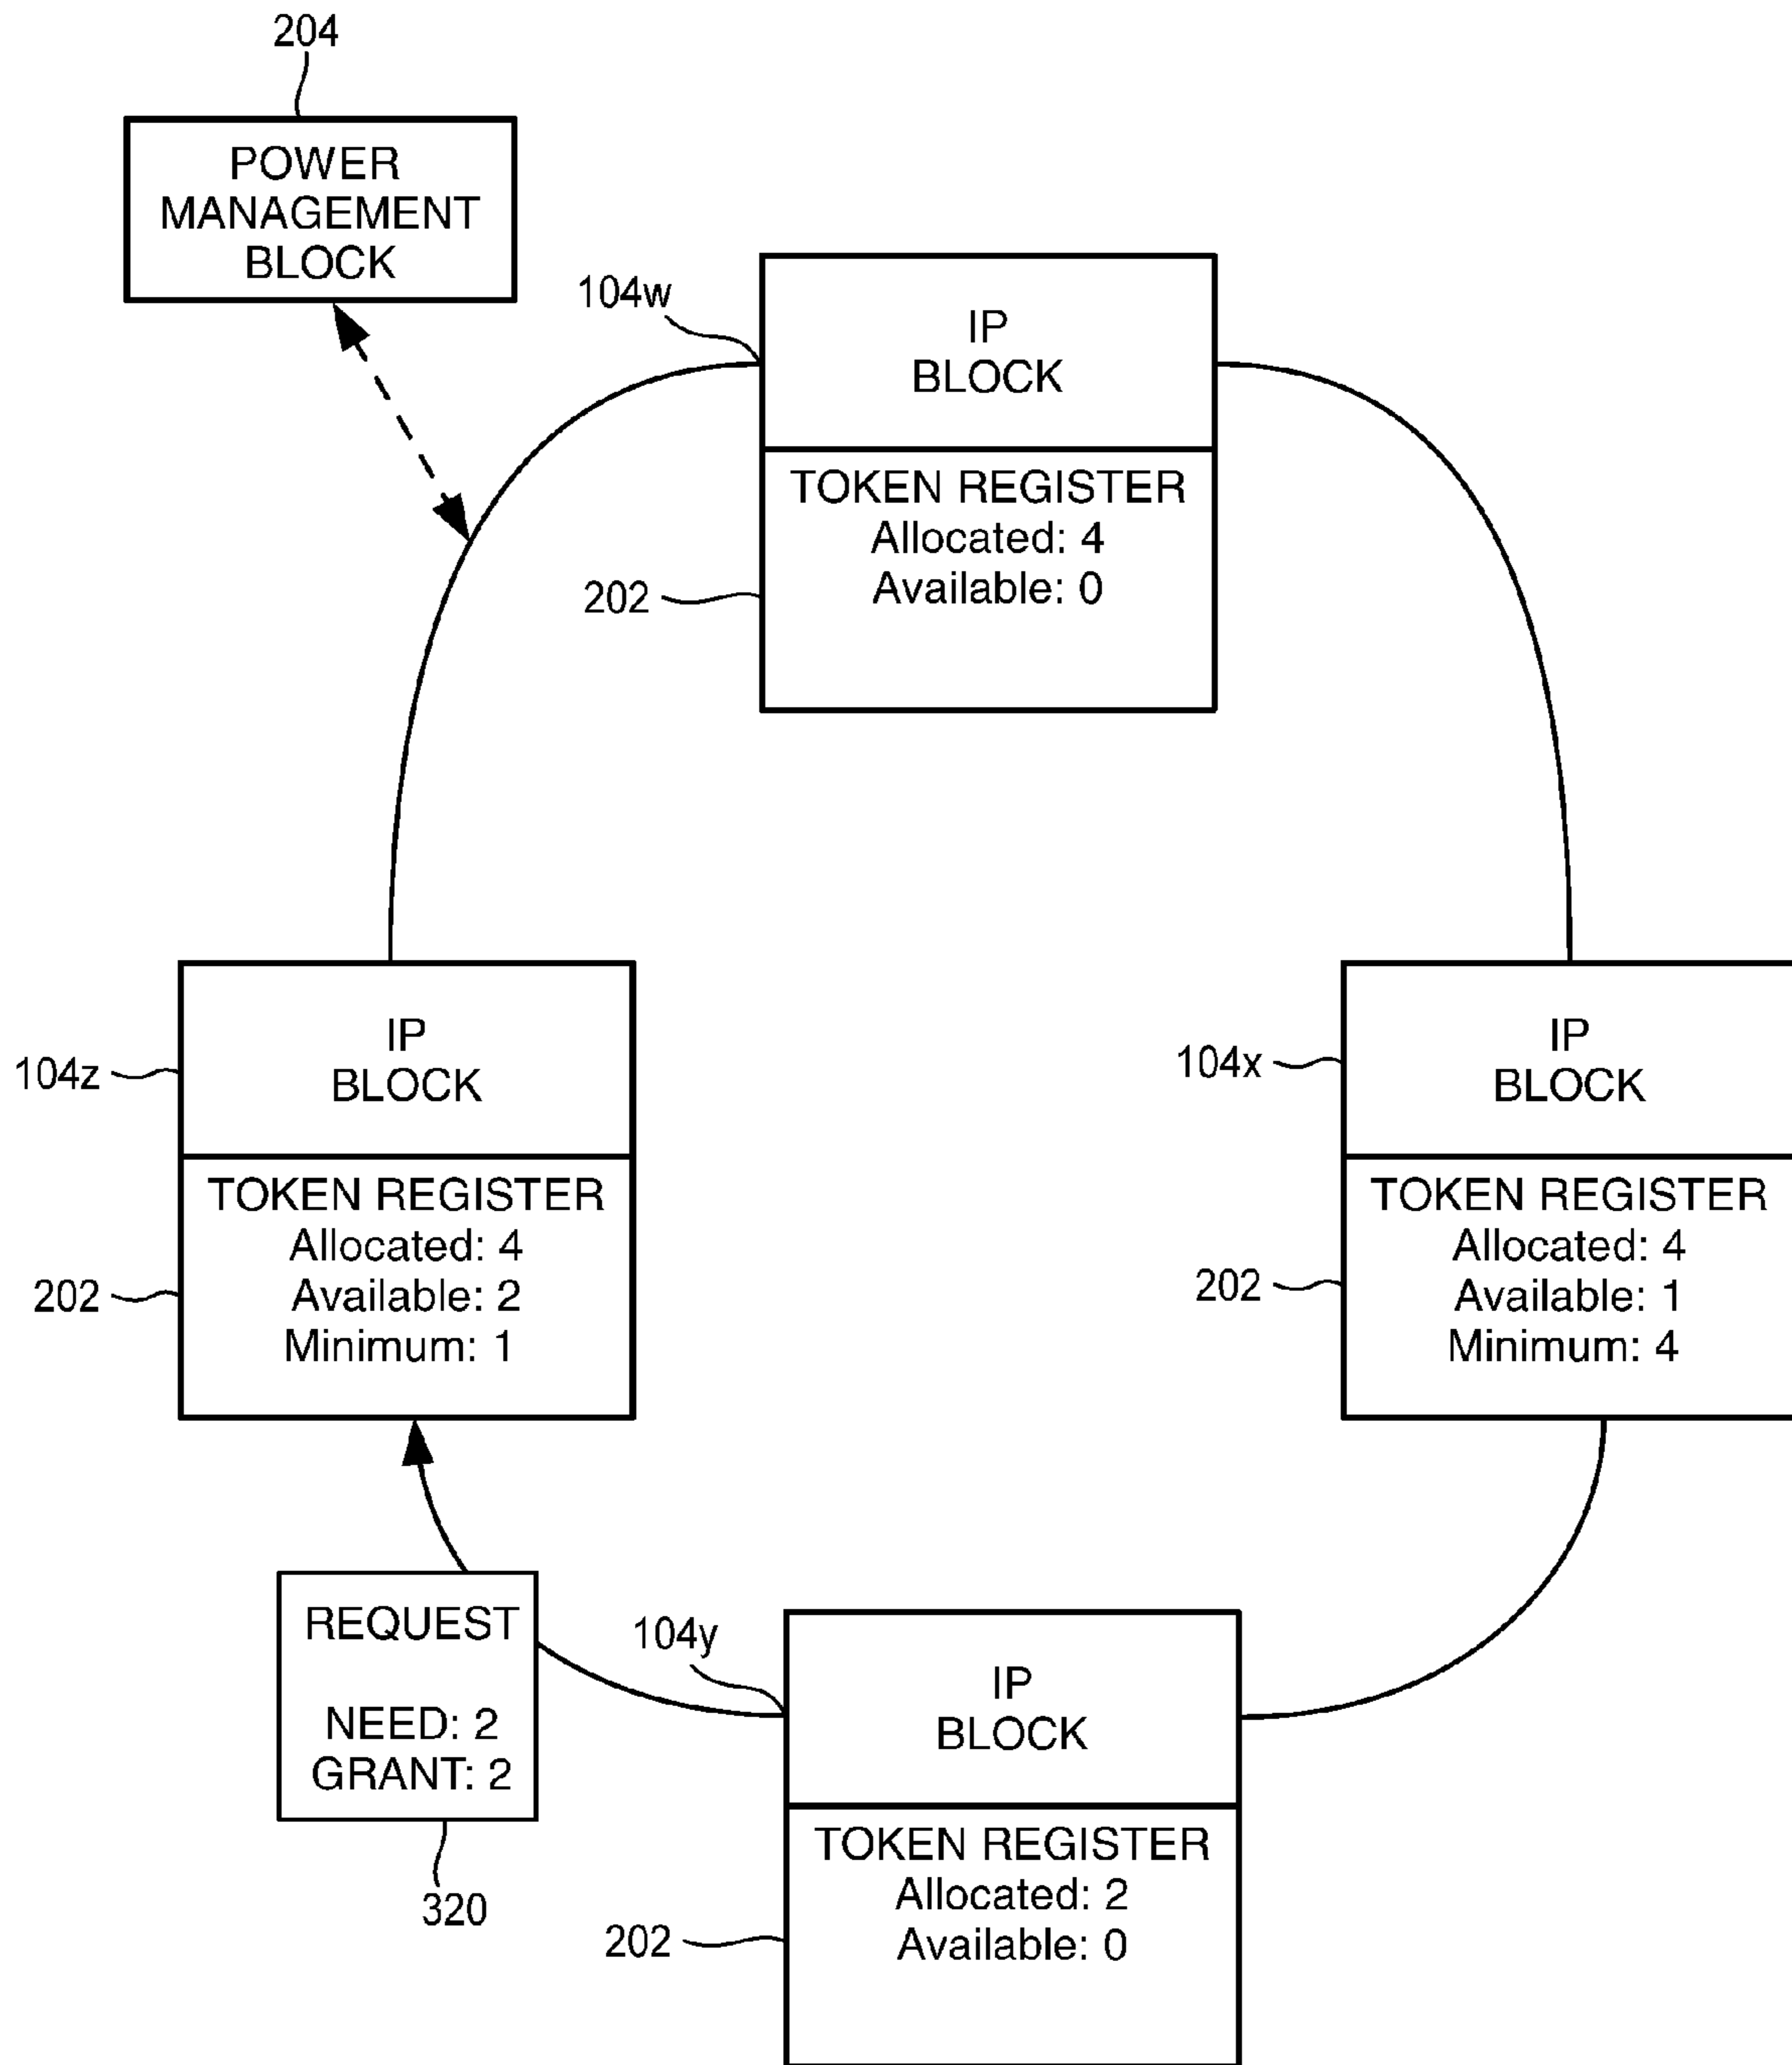 204
POWER
MANAGEMENT
BLOCK
104w
IP
BLOCK
TOKEN REGISTER
Allocated: 4
Available: 0
202
104z
IP
BLOCK
TOKEN REGISTER
Allocated: 4
Available: 2
Minimum: 1
202
104x
IP
BLOCK
TOKEN REGISTER
Allocated: 4
Available: 1
Minimum: 4
202
REQUEST
NEED: 2
GRANT: 2
320
104y
IP
BLOCK
TOKEN REGISTER
Allocated: 2
Available: 0
202